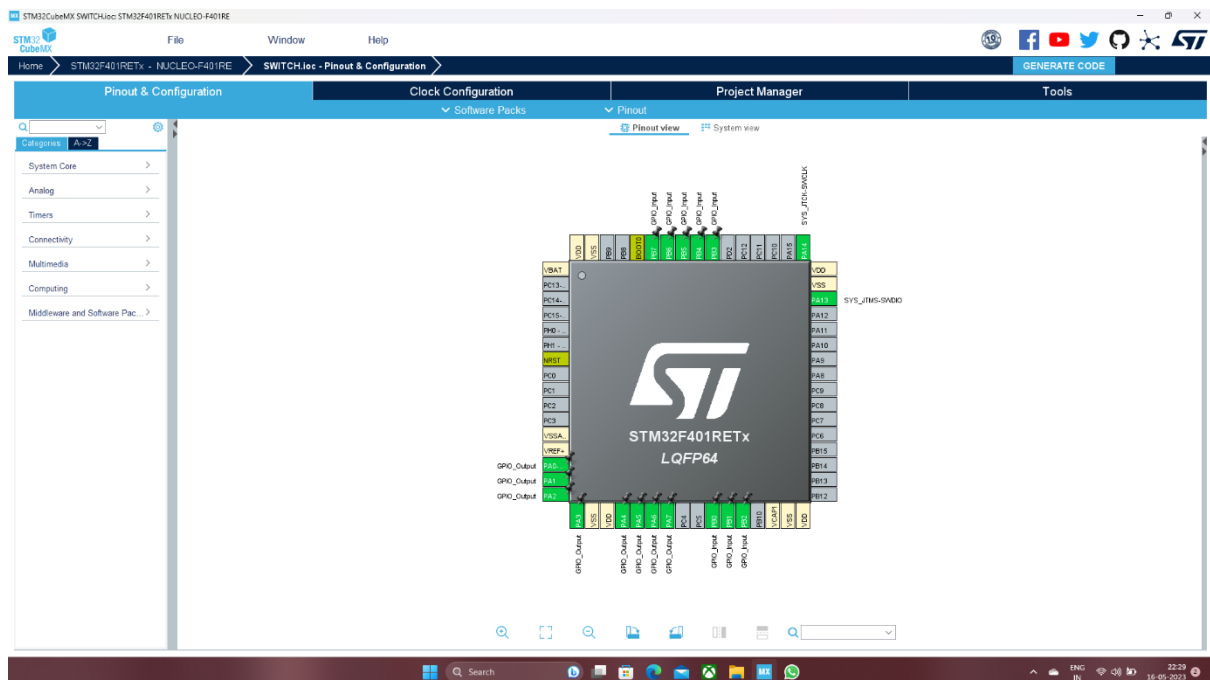 MX STM32CubeMX SWITCH.ioc: STM32F401RETx NUCLEO-F401RE
STM32
CubeMX
File Window Help
19
Home STM32F401RETx - NUCLEO-F401RE SWITCH.ioc - Pinout & Configuration GENERATE CODE
Pinout & Configuration Clock Configuration Project Manager Tools
Software Packs Pinout
Pinout view System view
Categories A->Z
System Core
Analog
Timers
Connectivity
Multimedia
Computing
Middleware and Software Pac...
GPIO_Input GPIO_Input GPIO_Input GPIO_Input GPIO_Input SYS_JTCK-SWCLK
VDD VSS PB9 PB8 BOOT0 PB7 PB6 PB5 PB4 PB3 PD2 PC12 PC11 PC10 PA15 PA14
VBAT VDD
PC13-... VSS
PC14-... PA13 SYS_JTMS-SWDIO
PC15-... PA12
PH0 -... PA11
PH1 -... PA10
NRST PA9
PC0 PA8
PC1 PC9
PC2 PC8
PC3 PC7
VSSA... PC6
VREF+ PB15
GPIO_Output PA0-... PB14
GPIO_Output PA1 PB13
GPIO_Output PA2 PB12
ST
STM32F401RETx
LQFP64
PA3 VSS VDD PA4 PA5 PA6 PA7 PC4 PC5 PB0 PB1 PB2 PB10 VCAP1 VSS VDD
GPIO_Output GPIO_Output GPIO_Output GPIO_Output GPIO_Output GPIO_Input GPIO_Input GPIO_Input
Search
MX
ENG
IN
22:29
16-05-2023